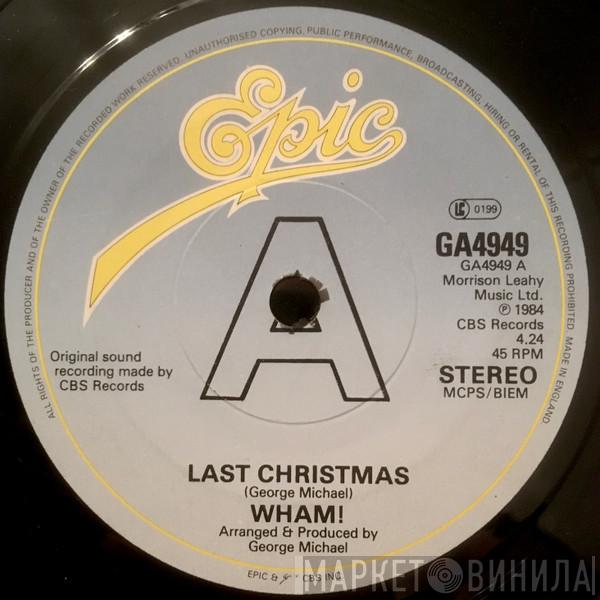 ALL RIGHTS OF THE PRODUCER AND OF THE OWNER OF THE RECORDED WORK RESERVED. UNAUTHORISED COPYING, PUBLIC PERFORMANCE, BROADCASTING, HIRING OR RENTAL OF THIS RECORDING PROHIBITED. MADE IN ENGLAND.
Epic
LC 0199
GA4949
GA4949 A
Morrison Leahy
Music Ltd.
℗ 1984
CBS Records
4.24
45 RPM
STEREO
MCPS/BIEM
A
Original sound
recording made by
CBS Records
LAST CHRISTMAS
(George Michael)
WHAM!
Arranged & Produced by
George Michael
EPIC & CBS INC.
МАРКЕТ ВИНИЛА